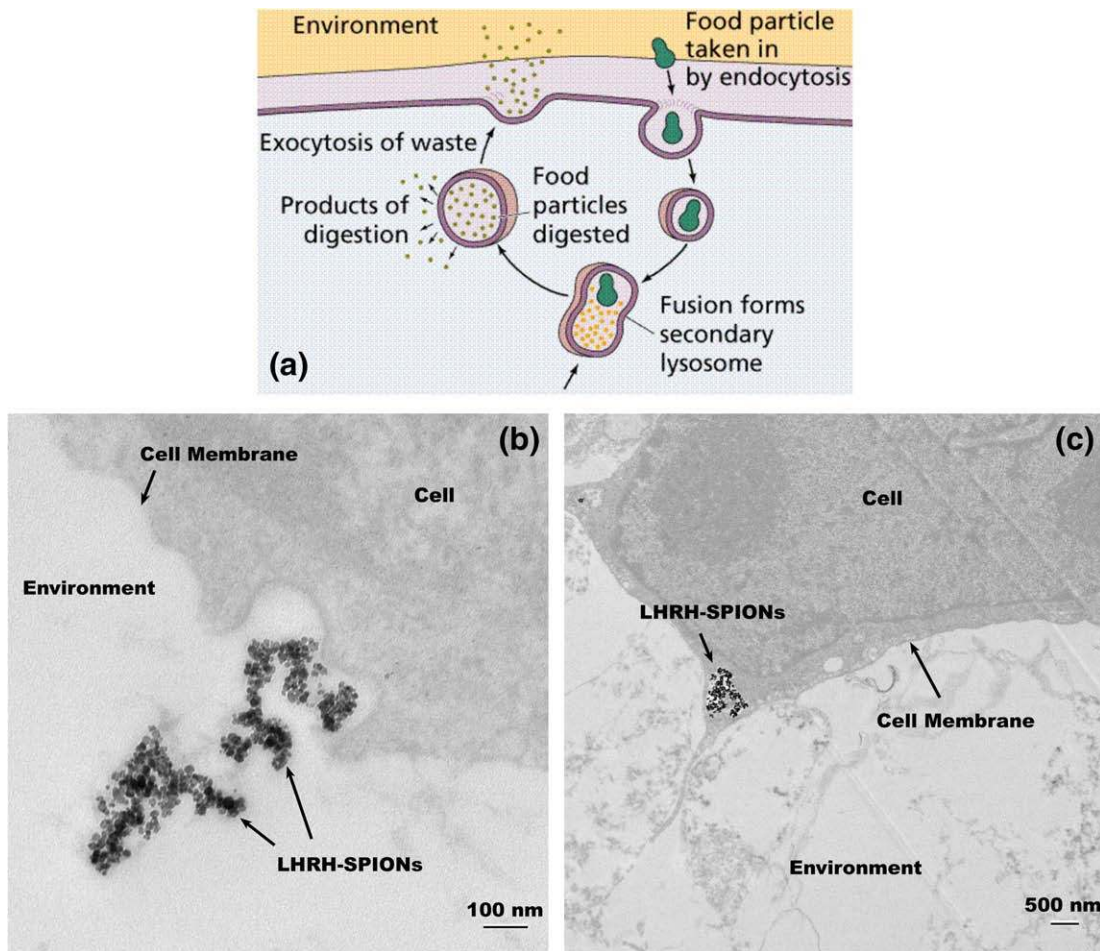 Environment
Food particle
taken in
by endocytosis
Exocytosis of waste
Products of
digestion
Food
particles
digested
Fusion forms
secondary
lysosome
(a)
(b)
Cell Membrane
Cell
Environment
LHRH-SPIONs
100 nm
(c)
Cell
LHRH-SPIONs
Cell Membrane
Environment
500 nm